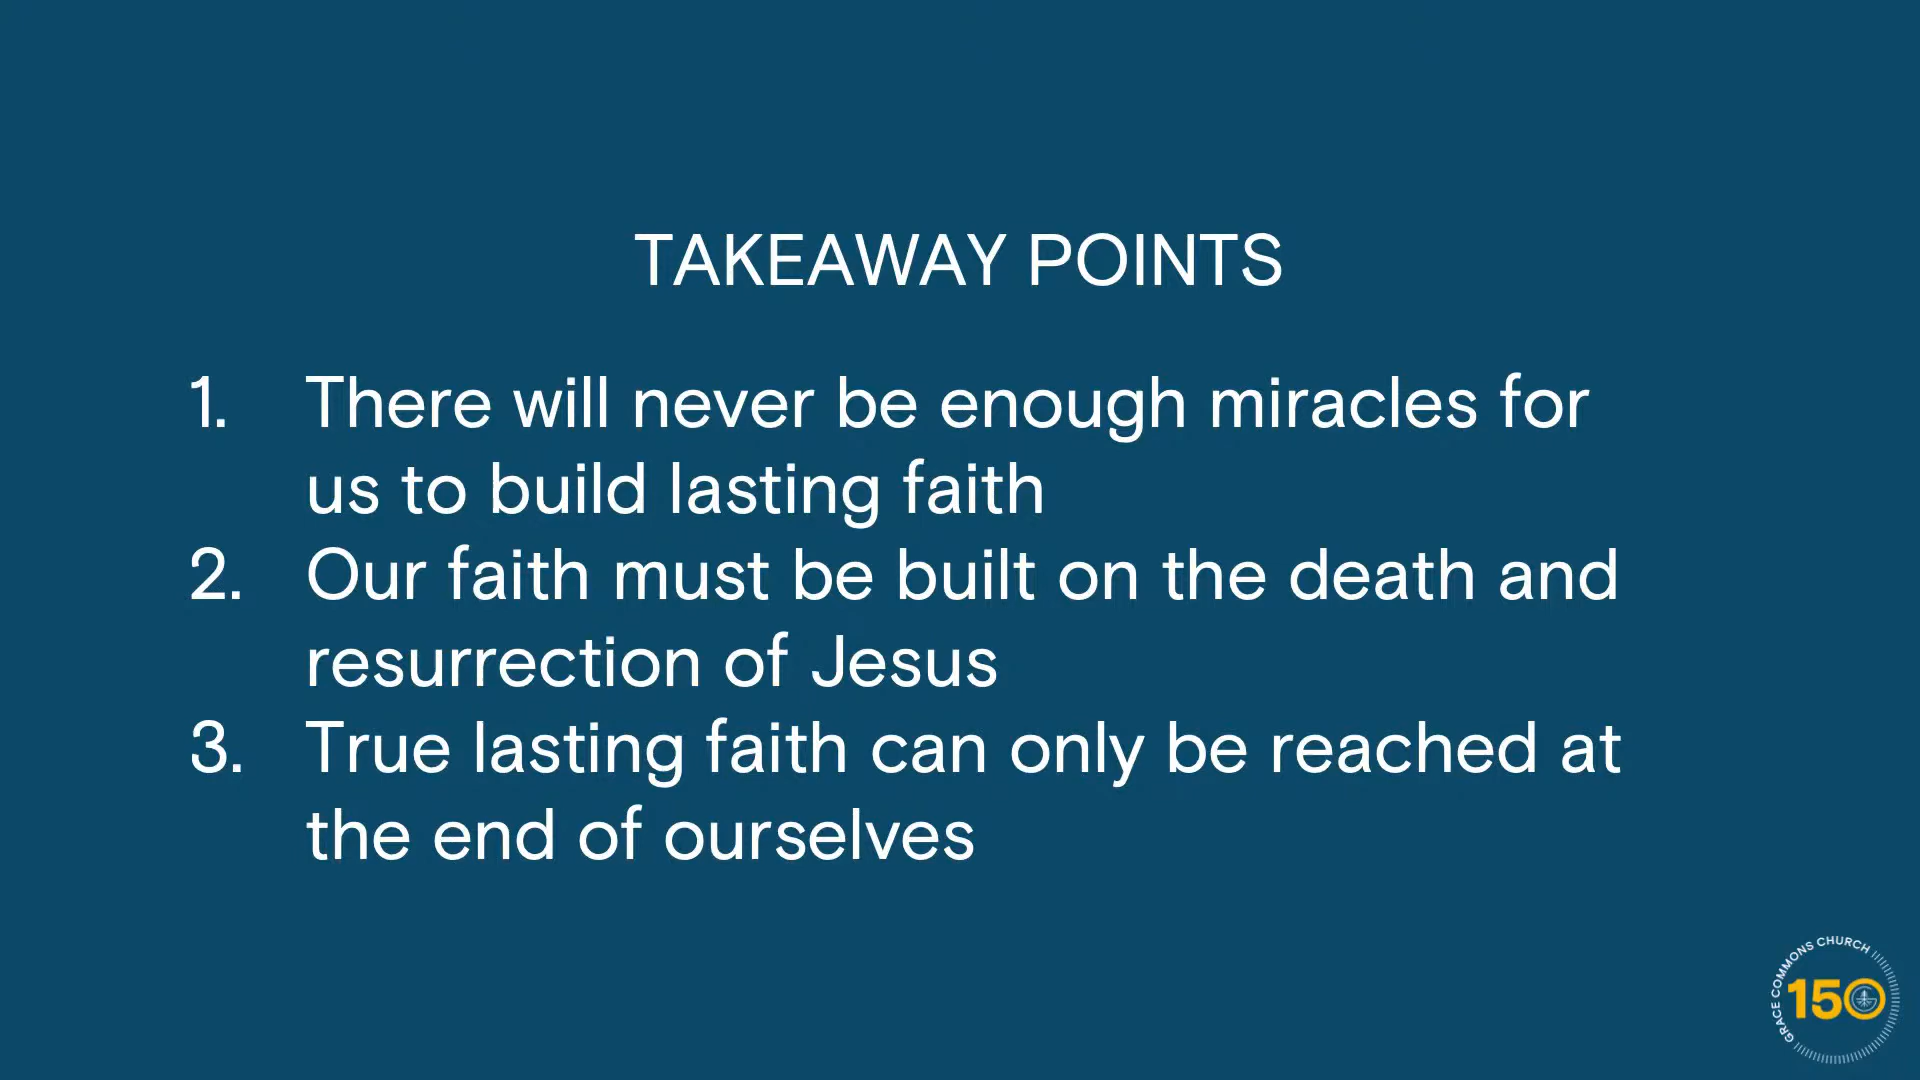 TAKEAWAY POINTS
1. There will never be enough miracles for
us to build lasting faith
2. Our faith must be built on the death and
resurrection of Jesus
3. True lasting faith can only be reached at
the end of ourselves
GRACE COMMONS CHURCH
150